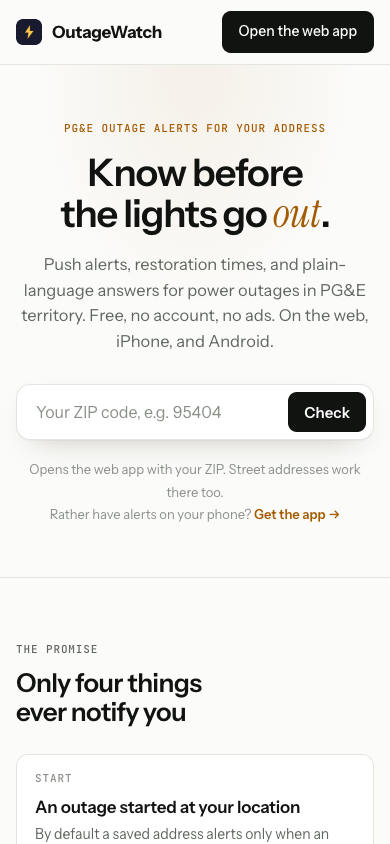 OutageWatch
Open the web app
PG&E OUTAGE ALERTS FOR YOUR ADDRESS
Know before
the lights go out.
Push alerts, restoration times, and plain-
language answers for power outages in PG&E
territory. Free, no account, no ads. On the web,
iPhone, and Android.
Your ZIP code, e.g. 95404
Check
Opens the web app with your ZIP. Street addresses work
there too.
Rather have alerts on your phone? Get the app →
THE PROMISE
Only four things
ever notify you
START
An outage started at your location
By default a saved address alerts only when an